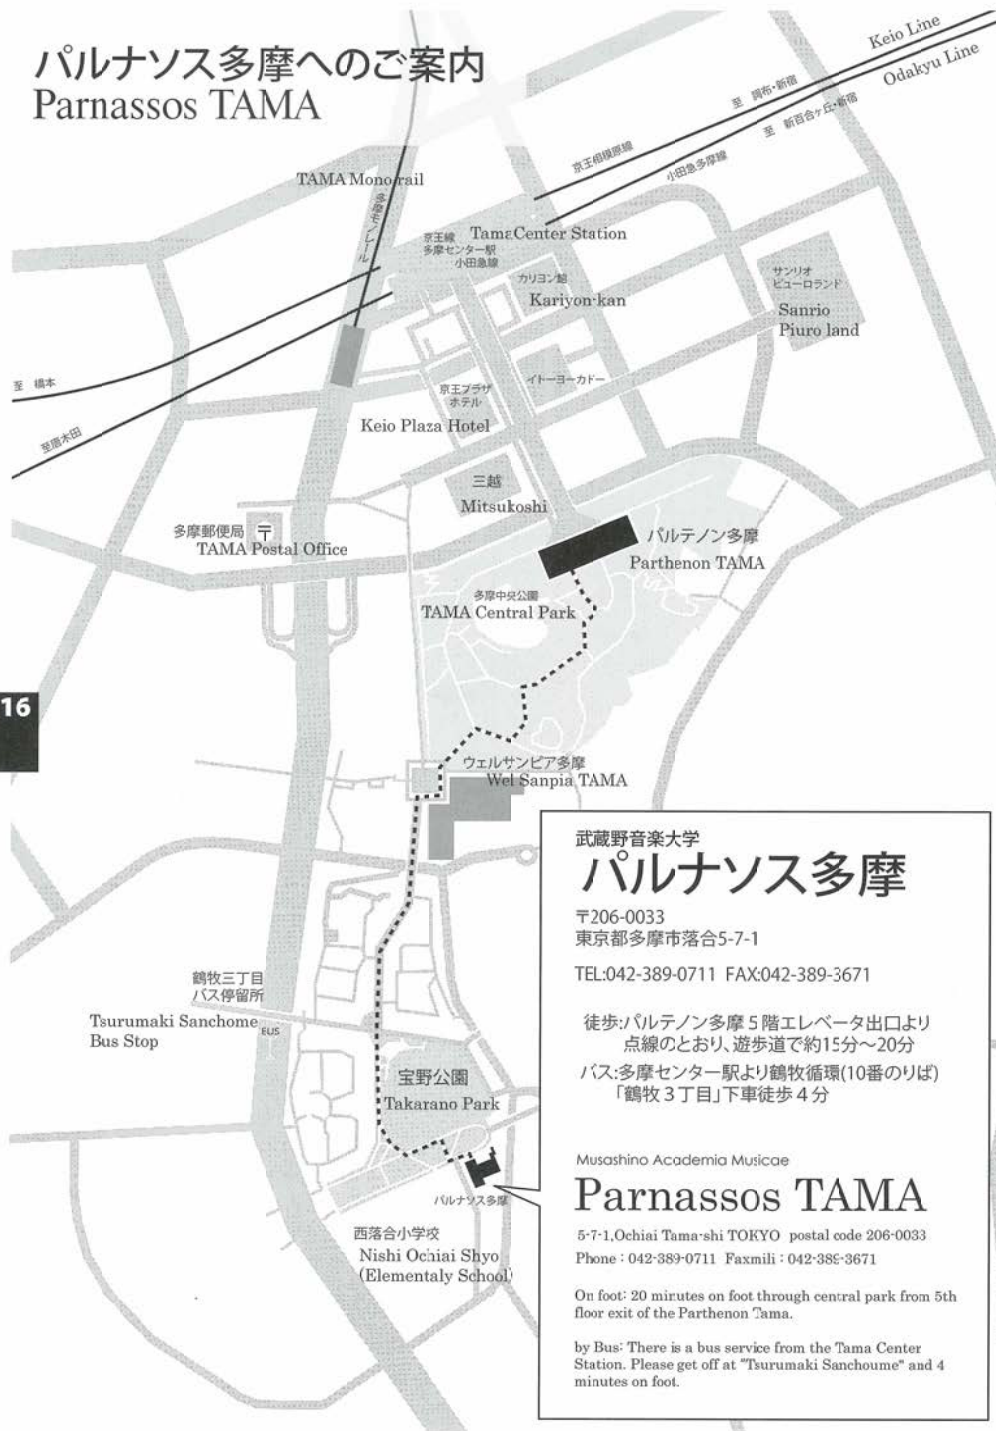 パルナソス多摩へのご案内
Parnassos TAMA
Keio Line
Odakyu Line
至 調布・新宿
至 新百合ヶ丘・新宿
京王相模原線
小田急多摩線
TAMA Mono-rail
多摩モノレール
京王線
多摩センター駅
小田急線
Tama Center Station
カリヨン館
Kariyon-kan
サンリオ
ピューロランド
Sanrio
Piuro land
至 橋本
至唐木田
京王プラザ
ホテル
Keio Plaza Hotel
イトーヨーカドー
三越
Mitsukoshi
多摩郵便局
〒
TAMA Postal Office
パルテノン多摩
Parthenon TAMA
多摩中央公園
TAMA Central Park
16
ウェルサンピア多摩
Wel Sanpia TAMA
鶴牧三丁目
バス停留所
Tsurumaki Sanchome
Bus Stop
BUS
宝野公園
Takarano Park
パルナソス多摩
西落合小学校
Nishi Ochiai Shyo
(Elementaly School)
武蔵野音楽大学
パルナソス多摩
〒206-0033
東京都多摩市落合5-7-1
TEL:042-389-0711 FAX:042-389-3671
徒歩:パルテノン多摩5階エレベータ出口より
点線のとおり、遊歩道で約15分〜20分
バス:多摩センター駅より鶴牧循環(10番のりば)
「鶴牧3丁目」下車徒歩4分
Musashino Academia Musicae
Parnassos TAMA
5-7-1,Ochiai Tama-shi TOKYO postal code 206-0033
Phone : 042-389-0711 Faxmili : 042-389-3671
On foot: 20 minutes on foot through central park from 5th
floor exit of the Parthenon Tama.
by Bus: There is a bus service from the Tama Center
Station. Please get off at "Tsurumaki Sanchoume" and 4
minutes on foot.